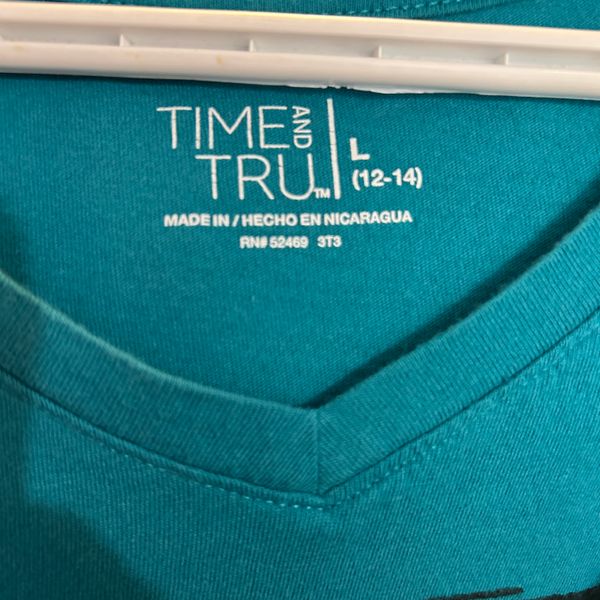 TIME AND
TRU™
L
(12-14)
MADE IN / HECHO EN NICARAGUA
RN# 52469 3T3